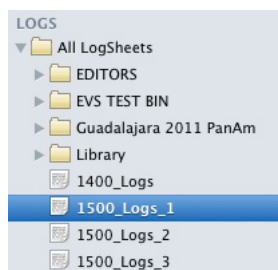 LOGS
All LogSheets
EDITORS
EVS TEST BIN
Guadalajara 2011 PanAm
Library
1400_Logs
1500_Logs_1
1500_Logs_2
1500_Logs_3